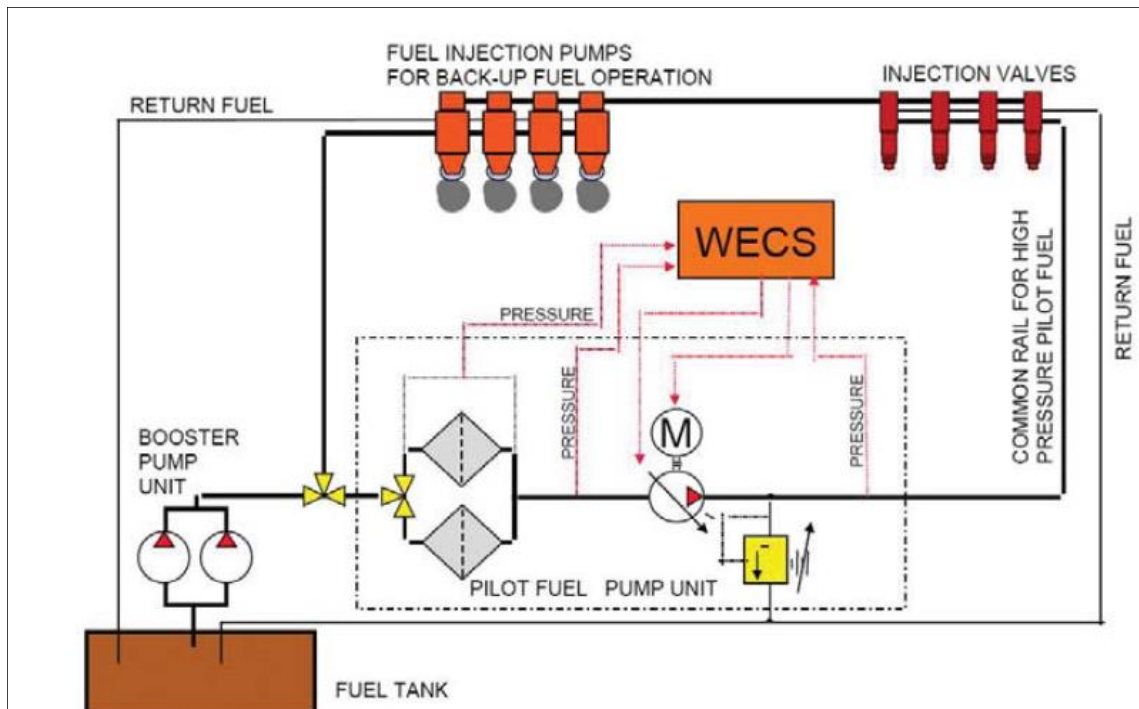 FUEL INJECTION PUMPS
FOR BACK-UP FUEL OPERATION
INJECTION VALVES
RETURN FUEL
WECS
PRESSURE
PRESSURE
PRESSURE
COMMON RAIL FOR HIGH
PRESSURE PILOT FUEL
RETURN FUEL
BOOSTER
PUMP
UNIT
M
PILOT FUEL PUMP UNIT
FUEL TANK